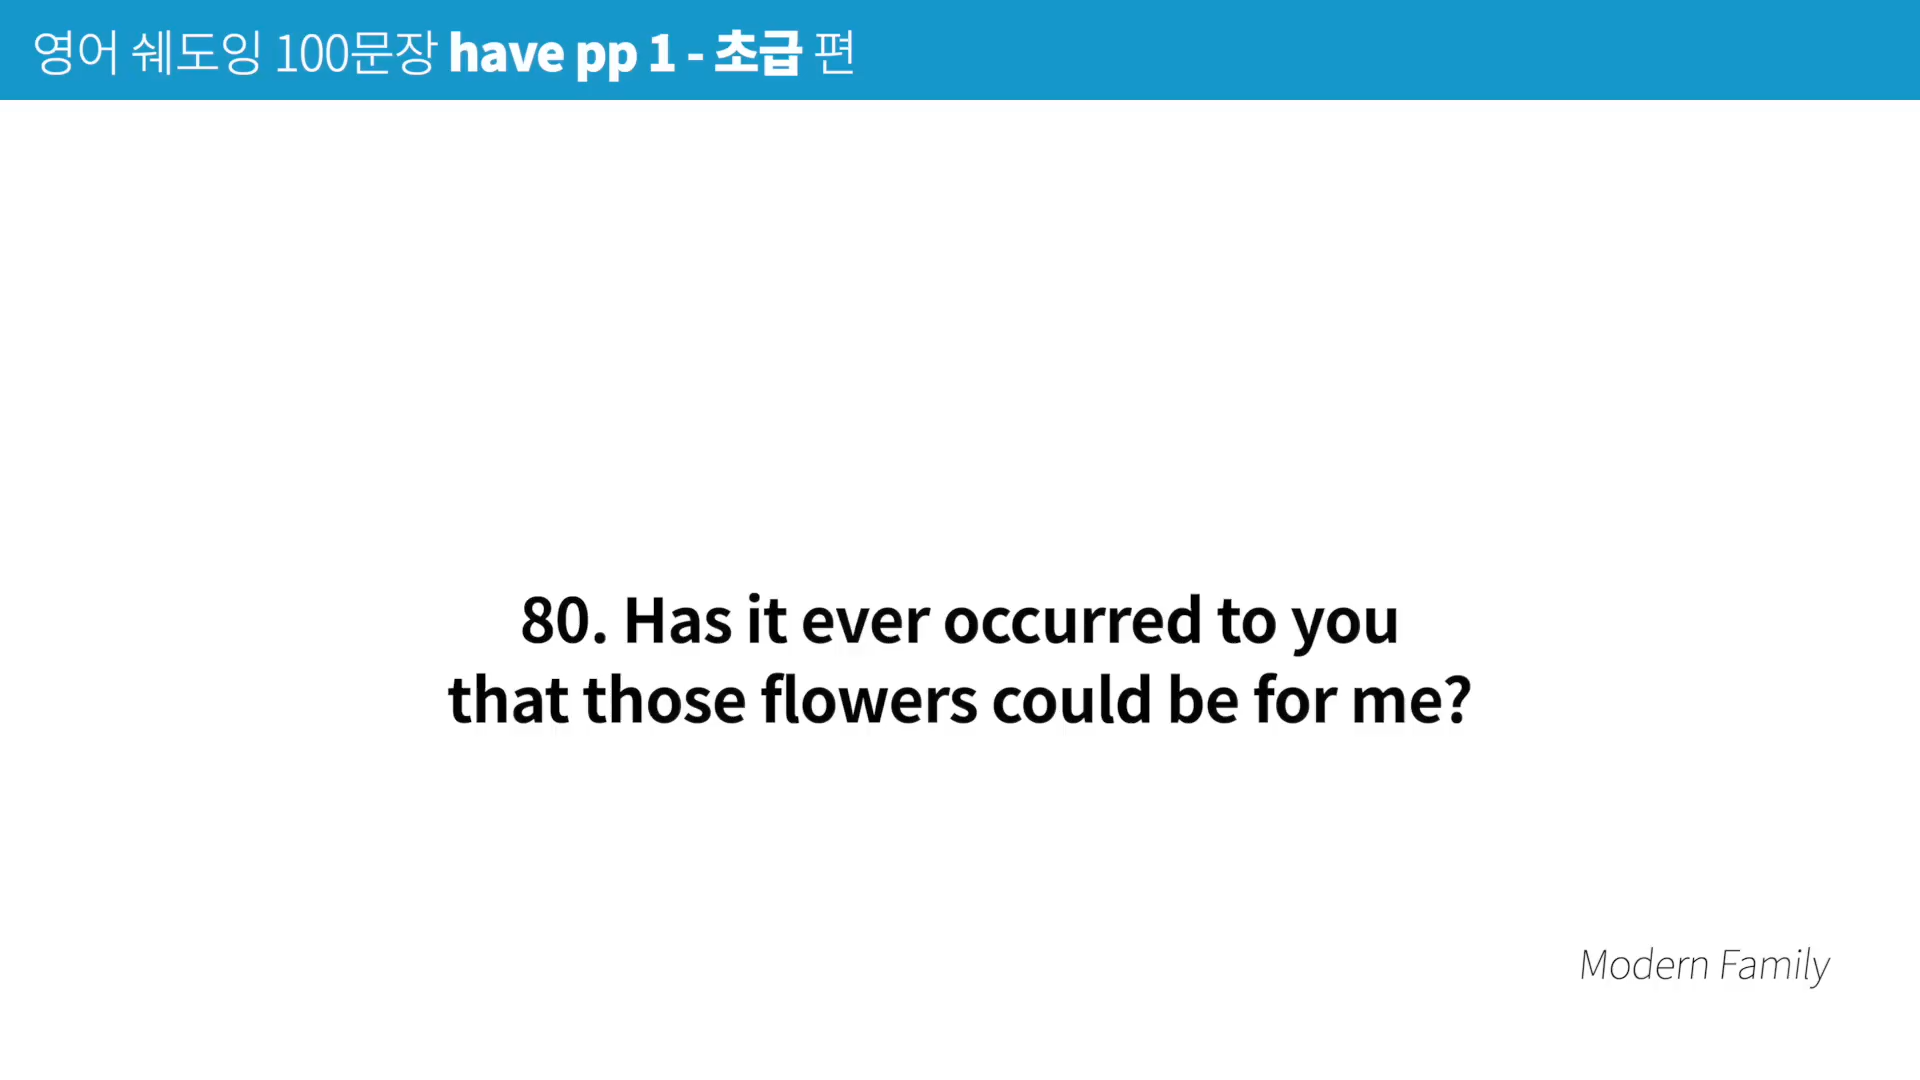 영어 쉐도잉 100문장 have pp 1 - 초급 편
80. Has it ever occurred to you
that those flowers could be for me?
Modern Family